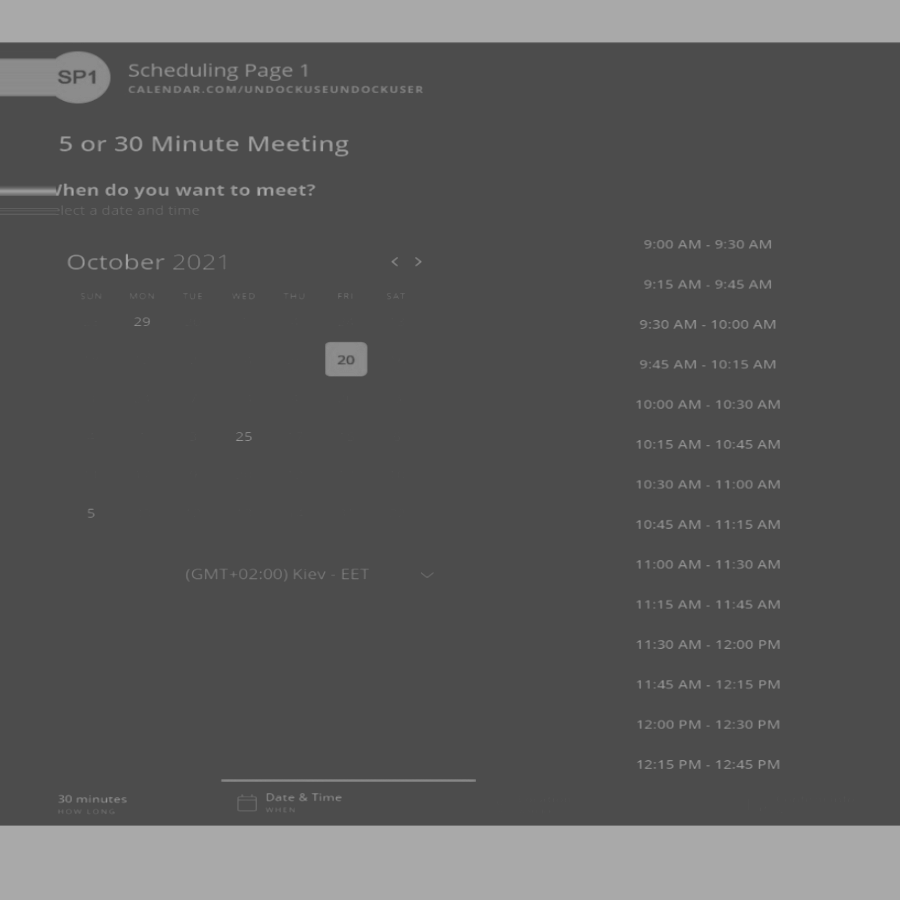 SP1
Scheduling Page 1
CALENDAR.COM/UNDOCKUSEUNDOCKUSER
5 or 30 Minute Meeting
do you want to meet?
a date and time
October 2021
< >
SUN MON TUE WED THU FRI SAT
29
20
25
5
(GMT+02:00) Kiev - EET
9:00 AM - 9:30 AM
9:15 AM - 9:45 AM
9:30 AM - 10:00 AM
9:45 AM - 10:15 AM
10:00 AM - 10:30 AM
10:15 AM - 10:45 AM
10:30 AM - 11:00 AM
10:45 AM - 11:15 AM
11:00 AM - 11:30 AM
11:15 AM - 11:45 AM
11:30 AM - 12:00 PM
11:45 AM - 12:15 PM
12:00 PM - 12:30 PM
12:15 PM - 12:45 PM
30 minutes
HOW LONG
Date & Time
WHEN